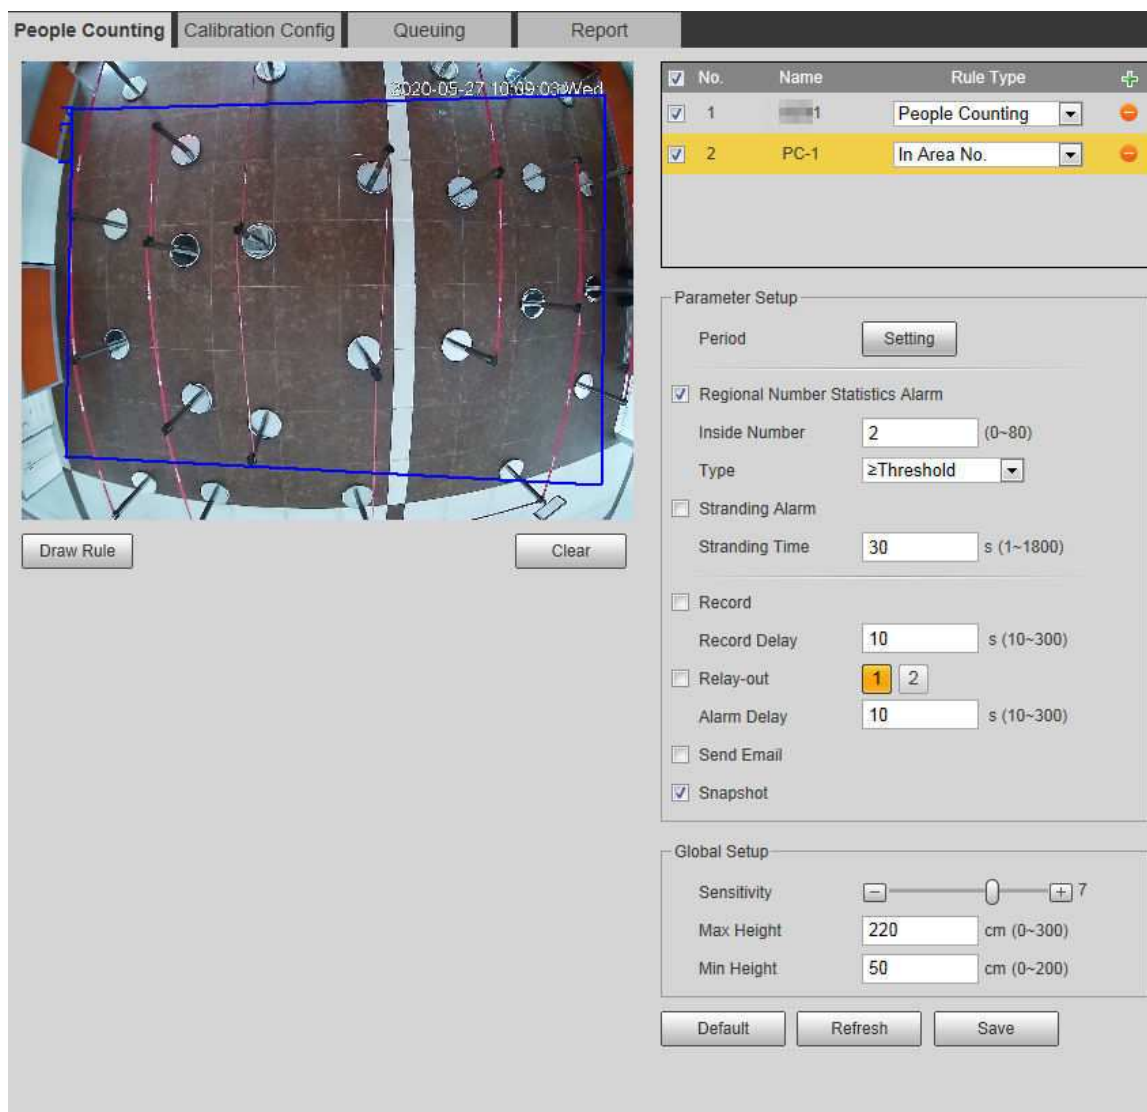 People Counting Calibration Config Queuing Report
2020-05-27 10:09:03 Wed
No. Name Rule Type
1 1 People Counting
2 PC-1 In Area No.
Parameter Setup
Period Setting
Regional Number Statistics Alarm
Inside Number 2 (0~80)
Type ≥Threshold
Stranding Alarm
Stranding Time 30 s (1~1800)
Record
Record Delay 10 s (10~300)
Relay-out 1 2
Alarm Delay 10 s (10~300)
Send Email
Snapshot
Draw Rule Clear
Global Setup
Sensitivity 7
Max Height 220 cm (0~300)
Min Height 50 cm (0~200)
Default Refresh Save